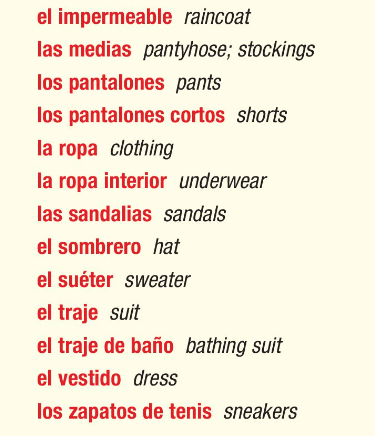 el impermeable raincoat
las medias pantyhose; stockings
los pantalones pants
los pantalones cortos shorts
la ropa clothing
la ropa interior underwear
las sandalias sandals
el sombrero hat
el suéter sweater
el traje suit
el traje de baño bathing suit
el vestido dress
los zapatos de tenis sneakers